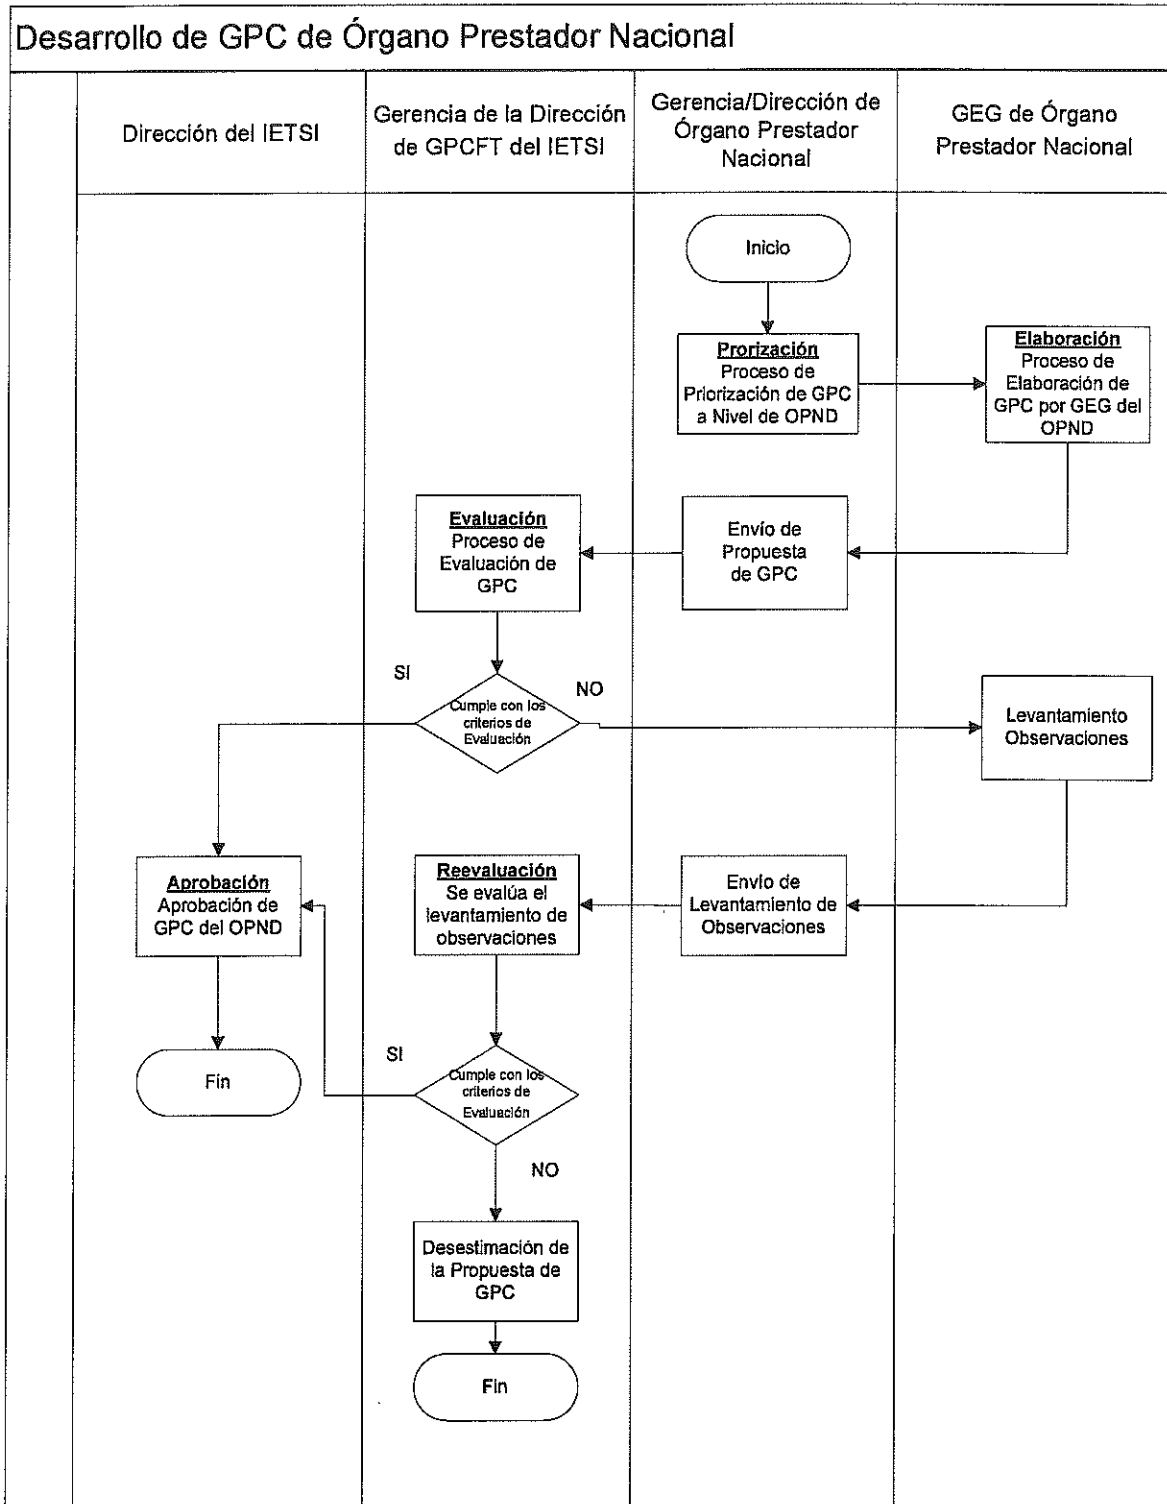 Desarrollo de GPC de Órgano Prestador Nacional
Dirección del IETSI
Gerencia de la Dirección
de GPCFT del IETSI
Gerencia/Dirección de
Órgano Prestador
Nacional
GEG de Órgano
Prestador Nacional
Inicio
Prorización
Proceso de
Priorización de GPC
a Nivel de OPND
Elaboración
Proceso de
Elaboración de
GPC por GEG del
OPND
Evaluación
Proceso de
Evaluación de
GPC
Envío de
Propuesta
de GPC
SI
NO
Cumple con los
criterios de
Evaluación
Levantamiento
Observaciones
Aprobación
Aprobación de
GPC del OPND
Reevaluación
Se evalúa el
levantamiento de
observaciones
Envío de
Levantamiento de
Observaciones
Fin
SI
Cumple con los
criterios de
Evaluación
NO
Desestimación de
la Propuesta de
GPC
Fin